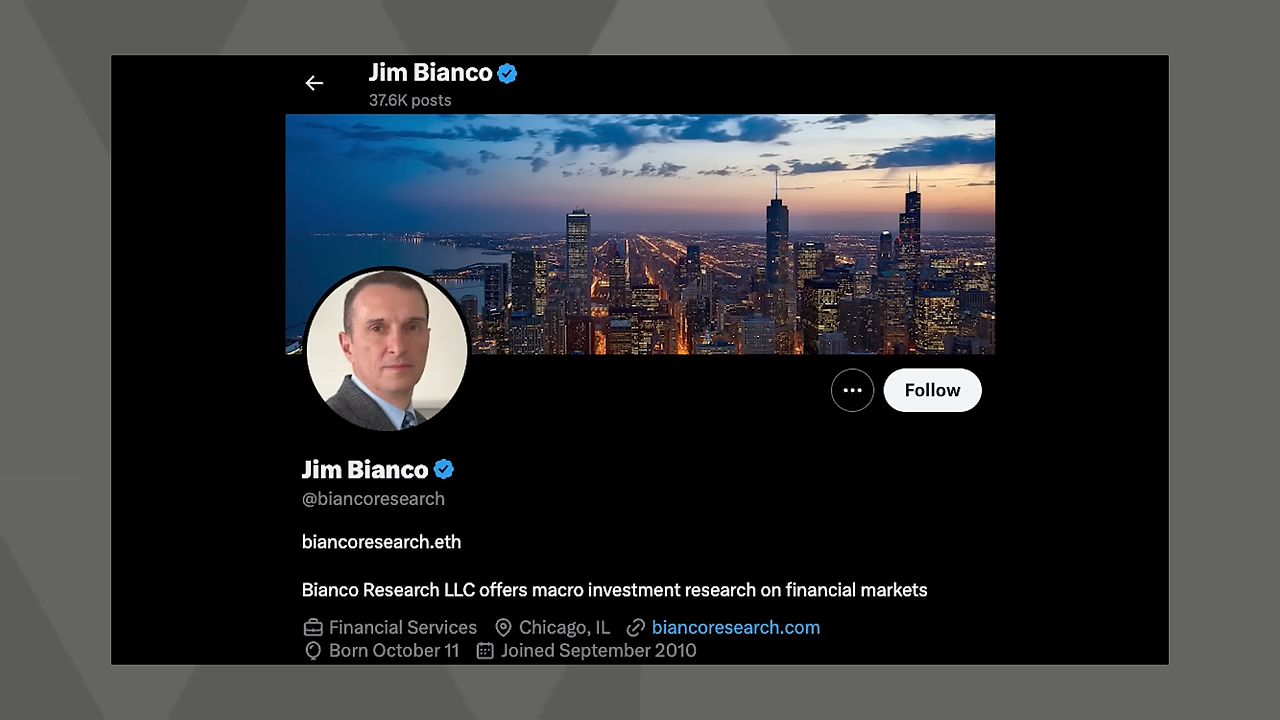 Jim Bianco
37.6K posts
Follow
Jim Bianco
@biancoresearch
biancoresearch.eth
Bianco Research LLC offers macro investment research on financial markets
Financial Services Chicago, IL biancoresearch.com
Born October 11 Joined September 2010